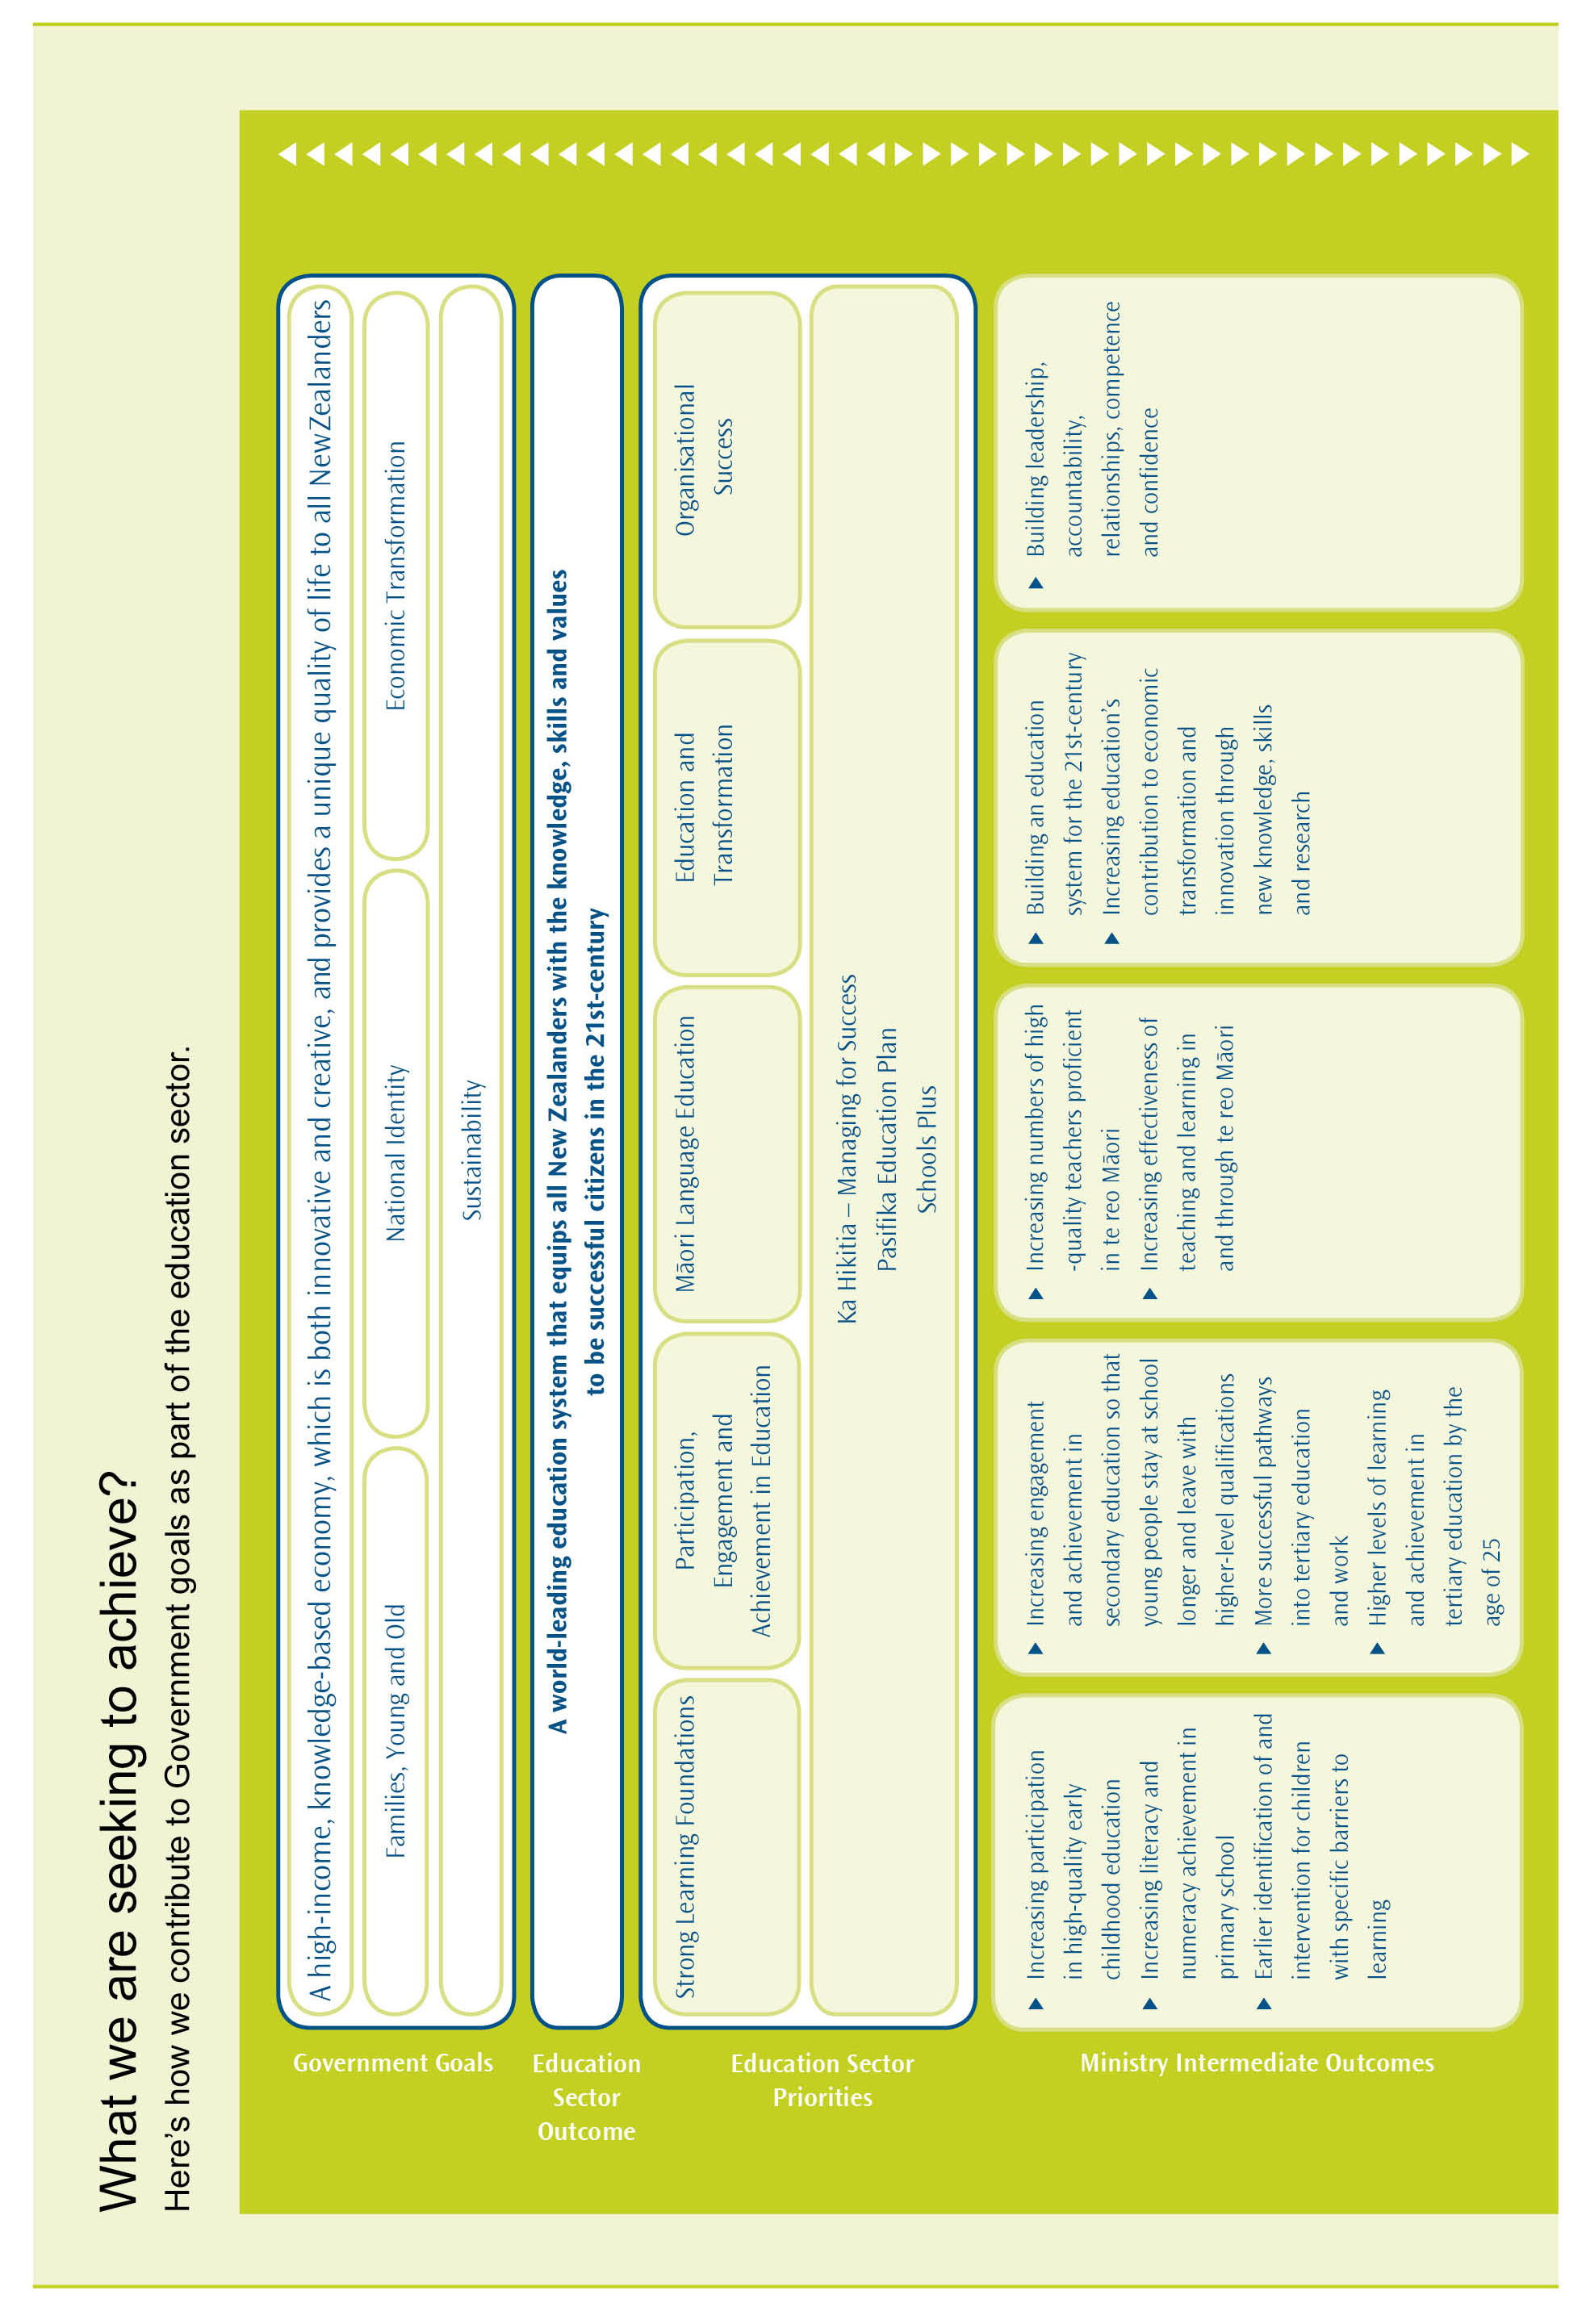 What we are seeking to achieve?
Here's how we contribute to Government goals as part of the education sector.
Government Goals
A high-income, knowledge-based economy, which is both innovative and creative, and provides a unique quality of life to all NewZealanders
Families, Young and Old
National Identity
Economic Transformation
Sustainability
Education
Sector
Outcome
A world-leading education system that equips all New Zealanders with the knowledge, skills and values
to be successful citizens in the 21st-century
Education Sector
Priorities
Strong Learning Foundations
Participation,
Engagement and
Achievement in Education
Māori Language Education
Education and
Transformation
Organisational
Success
Ka Hikitia – Managing for Success
Pasifika Education Plan
Schools Plus
Ministry Intermediate Outcomes
Increasing participation
in high-quality early
childhood education
Increasing literacy and
numeracy achievement in
primary school
Earlier identification of and
intervention for children
with specific barriers to
learning
Increasing engagement
and achievement in
secondary education so that
young people stay at school
longer and leave with
higher-level qualifications
More successful pathways
into tertiary education
and work
Higher levels of learning
and achievement in
tertiary education by the
age of 25
Increasing numbers of high
-quality teachers proficient
in te reo Māori
Increasing effectiveness of
teaching and learning in
and through te reo Māori
Building an education
system for the 21st-century
Increasing education's
contribution to economic
transformation and
innovation through
new knowledge, skills
and research
Building leadership,
accountability,
relationships, competence
and confidence